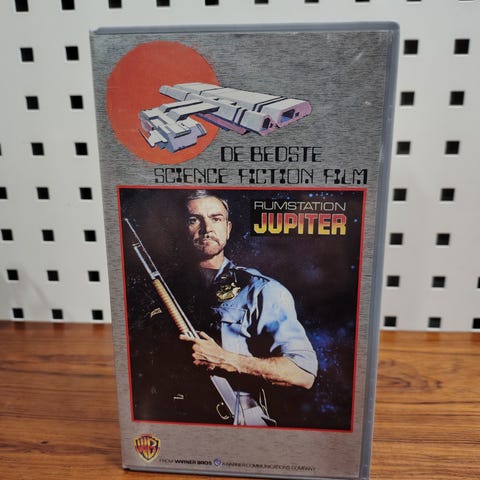 DE BEDSTE
SCIENCE FICTION FILM
RUMSTATION
JUPITER
WB
FROM WARNER BROS A WARNER COMMUNICATIONS COMPANY